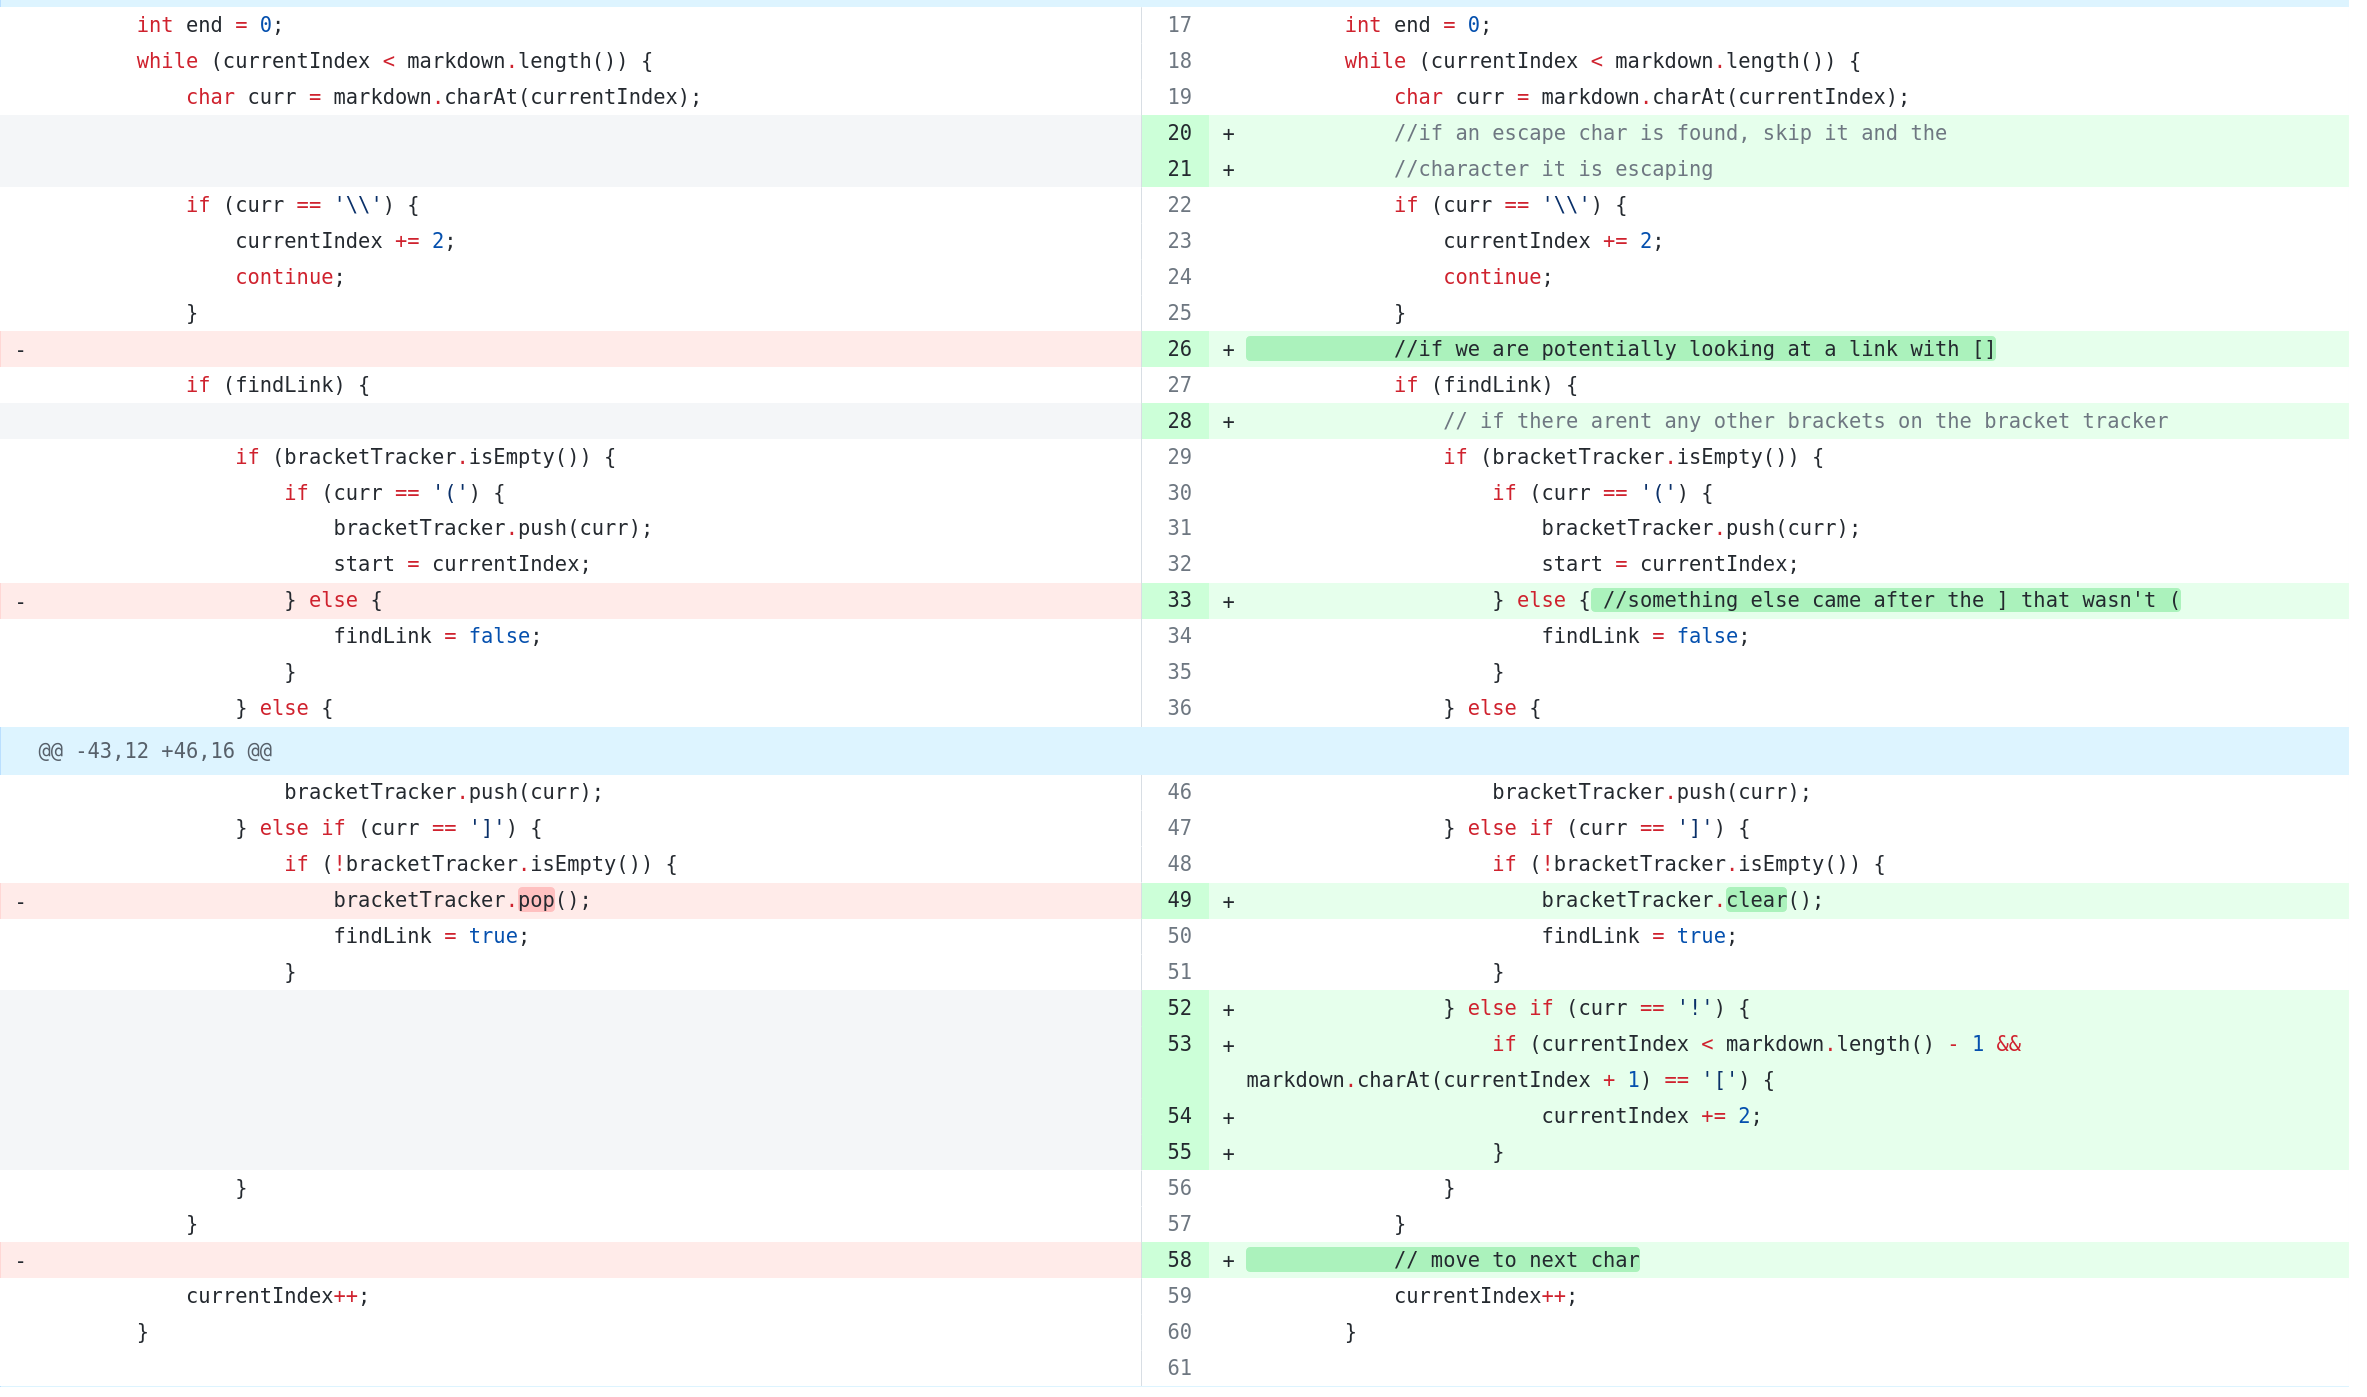 int end = 0;
while (currentIndex < markdown.length()) {
char curr = markdown.charAt(currentIndex);
if (curr == '\\') {
currentIndex += 2;
continue;
}
-
if (findLink) {
if (bracketTracker.isEmpty()) {
if (curr == '(') {
bracketTracker.push(curr);
start = currentIndex;
- } else {
findLink = false;
}
} else {
17 int end = 0;
18 while (currentIndex < markdown.length()) {
19 char curr = markdown.charAt(currentIndex);
20 + //if an escape char is found, skip it and the
21 + //character it is escaping
22 if (curr == '\\') {
23 currentIndex += 2;
24 continue;
25 }
26 + //if we are potentially looking at a link with []
27 if (findLink) {
28 + // if there arent any other brackets on the bracket tracker
29 if (bracketTracker.isEmpty()) {
30 if (curr == '(') {
31 bracketTracker.push(curr);
32 start = currentIndex;
33 + } else { //something else came after the ] that wasn't (
34 findLink = false;
35 }
36 } else {
@@ -43,12 +46,16 @@
bracketTracker.push(curr);
} else if (curr == ']') {
if (!bracketTracker.isEmpty()) {
- bracketTracker.pop();
findLink = true;
}
}
}
-
currentIndex++;
}
46 bracketTracker.push(curr);
47 } else if (curr == ']') {
48 if (!bracketTracker.isEmpty()) {
49 + bracketTracker.clear();
50 findLink = true;
51 }
52 + } else if (curr == '!') {
53 + if (currentIndex < markdown.length() - 1 &&
markdown.charAt(currentIndex + 1) == '[') {
54 + currentIndex += 2;
55 + }
56 }
57 }
58 + // move to next char
59 currentIndex++;
60 }
61